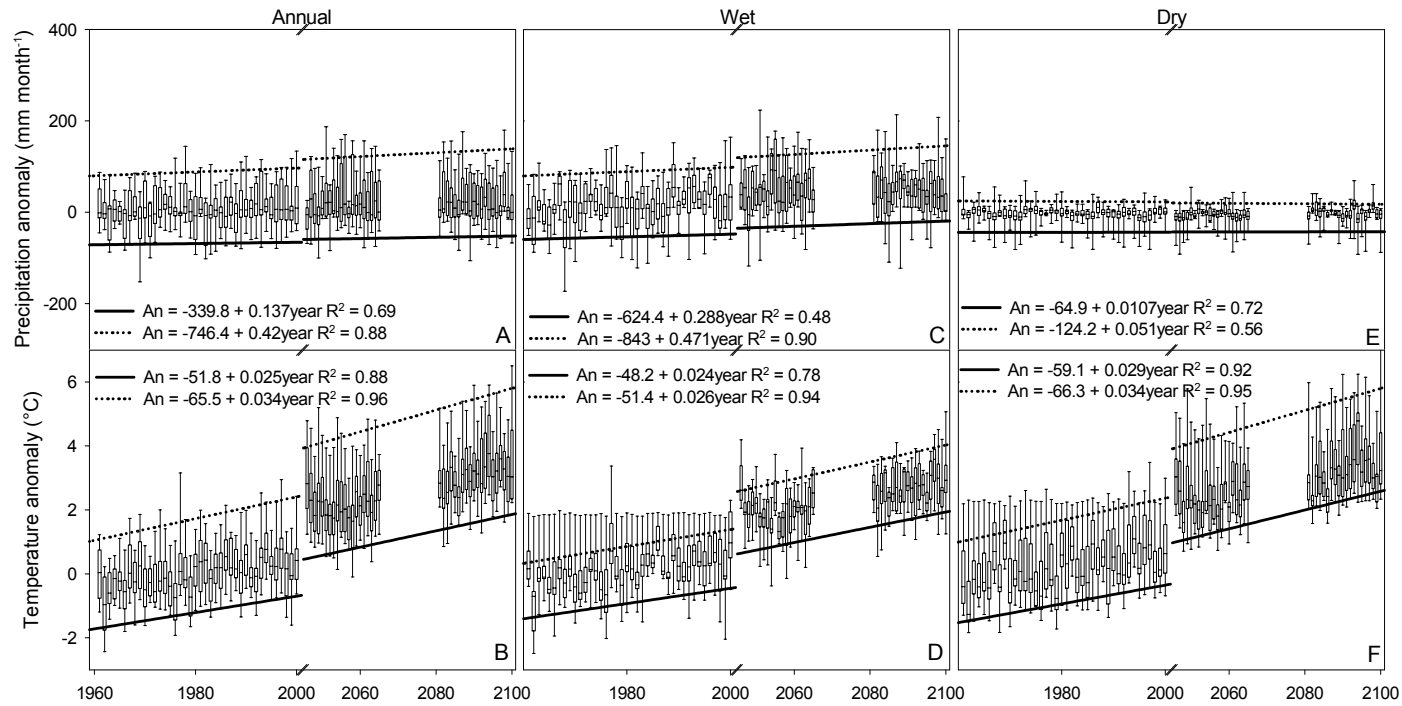 Annual
Wet
Dry
Precipitation anomaly (mm month-1)
400
200
0
-200
An = -339.8 + 0.137year R2 = 0.69
An = -746.4 + 0.42year R2 = 0.88
A
An = -624.4 + 0.288year R2 = 0.48
An = -843 + 0.471year R2 = 0.90
C
An = -64.9 + 0.0107year R2 = 0.72
An = -124.2 + 0.051year R2 = 0.56
E
Temperature anomaly (°C)
6
4
2
0
-2
An = -51.8 + 0.025year R2 = 0.88
An = -65.5 + 0.034year R2 = 0.96
B
An = -48.2 + 0.024year R2 = 0.78
An = -51.4 + 0.026year R2 = 0.94
D
An = -59.1 + 0.029year R2 = 0.92
An = -66.3 + 0.034year R2 = 0.95
F
1960 1980 2000 2060 2080 2100
1980 2000 2060 2080 2100
1980 2000 2060 2080 2100